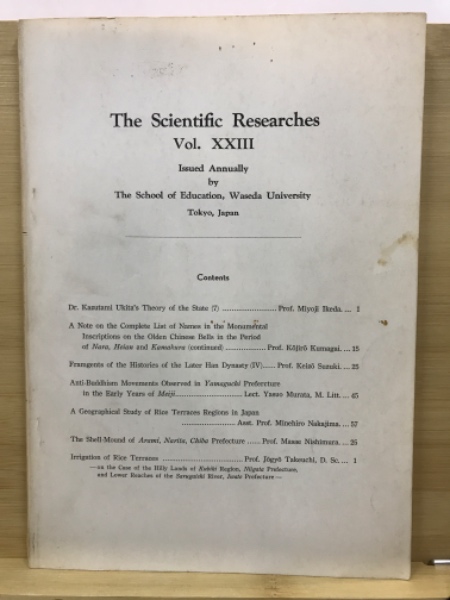 The Scientific Researches
Vol. XXIII
Issued Annually
by
The School of Education, Waseda University
Tokyo, Japan
Contents
Dr. Kazutami Ukita's Theory of the State (7) ........................ Prof. Miyoji Ikeda. ... 1
A Note on the Complete List of Names in the Monumental
Inscriptions on the Olden Chinese Bells in the Period
of Nara, Heian and Kamakura (continued) ................. Prof. Kōjirō Kumagai. ... 15
Framgents of the Histories of the Later Han Dynasty (IV)...... Prof. Keisō Suzuki. ... 25
Anti-Buddhism Movements Observed in Yamaguchi Prefercture
in the Early Years of Meiji........................ Lect. Yasuo Murata, M. Litt. ... 45
A Geographical Study of Rice Terraces Regions in Japan
........................ Asst. Prof. Minehiro Nakajima. ... 57
The Shell-Mound of Arami, Narita, Chiba Prefecture ...... Prof. Masae Nishimura. ... 25
Irrigation of Rice Terraces ........................ Prof. Jōgyō Takeuchi, D. Sc. ... 1
—on the Case of the Hilly Lands of Region, Niigata Prefecture,
and Lower Reaches of the River, Iwate Prefecture—